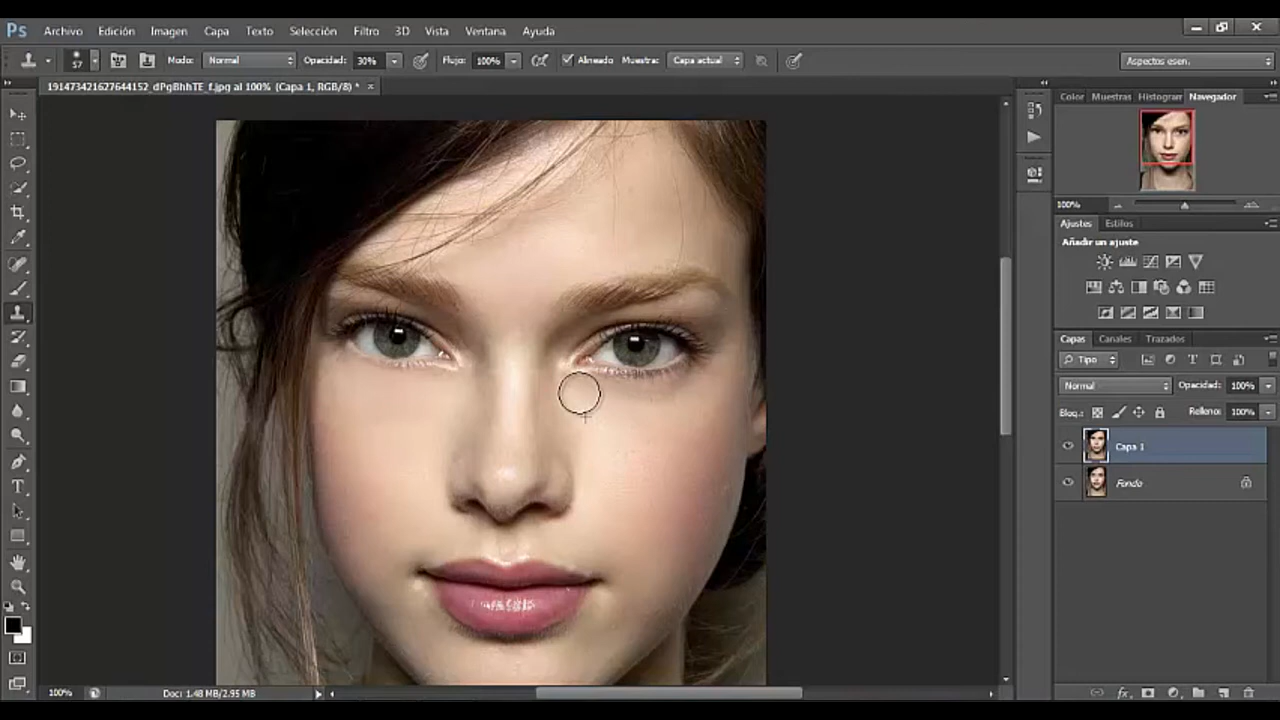 Ps Archivo Edición Imagen Capa Texto Selección Filtro 3D Vista Ventana Ayuda
57 Modo: Normal Opacidad: 30% Flujo: 100% Alineado Muestra: Capa actual Aspectos esen.
191473421627644152_dPgBhhTE_f.jpg al 100% (Capa 1, RGB/8) *
Color Muestras Histogram Navegador
100%
Ajustes Estilos
Añadir un ajuste
Capas Canales Trazados
Tipo
Normal Opacidad: 100%
Bloq.: Relleno: 100%
Capa 1
Fondo
100% Doc: 1.48 MB/2.95 MB